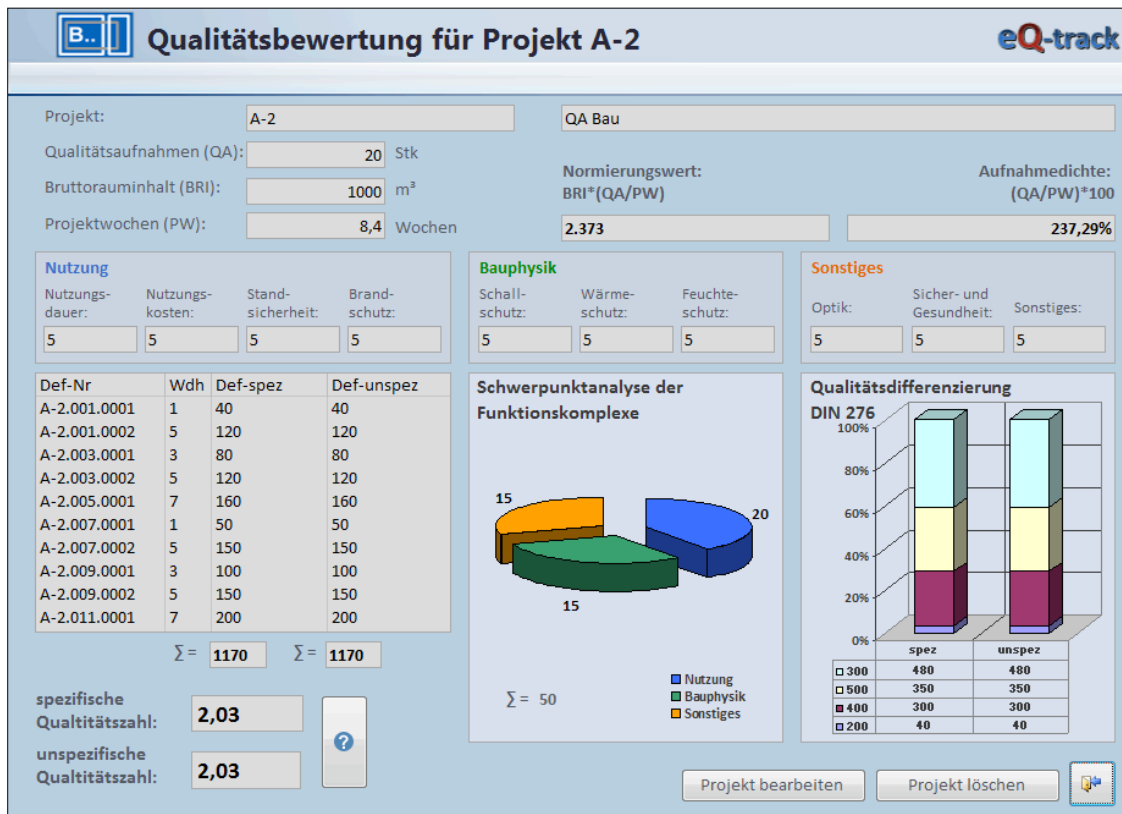 B..
Qualitätsbewertung für Projekt A-2
eQ-track
Projekt: A-2 QA Bau
Qualitätsaufnahmen (QA): 20 Stk
Bruttorauminhalt (BRI): 1000 m³
Projektwochen (PW): 8,4 Wochen
Normierungswert:
BRI*(QA/PW)
2.373
Aufnahmedichte:
(QA/PW)*100
237,29%
Nutzung
Nutzungs-
dauer:
5
Nutzungs-
kosten:
5
Stand-
sicherheit:
5
Brand-
schutz:
5
Bauphysik
Schall-
schutz:
5
Wärme-
schutz:
5
Feuchte-
schutz:
5
Sonstiges
Optik:
5
Sicher- und
Gesundheit:
5
Sonstiges:
5
Def-Nr Wdh Def-spez Def-unspez
A-2.001.0001 1 40 40
A-2.001.0002 5 120 120
A-2.003.0001 3 80 80
A-2.003.0002 5 120 120
A-2.005.0001 7 160 160
A-2.007.0001 1 50 50
A-2.007.0002 5 150 150
A-2.009.0001 3 100 100
A-2.009.0002 5 150 150
A-2.011.0001 7 200 200
∑ = 1170 ∑ = 1170
spezifische
Qualtitätszahl:
2,03
unspezifische
Qualtitätszahl:
2,03
?
Schwerpunktanalyse der
Funktionskomplexe
15
20
15
∑ = 50
Nutzung
Bauphysik
Sonstiges
Qualitätsdifferenzierung
DIN 276
100%
80%
60%
40%
20%
0%
spez unspez
300 480 480
500 350 350
400 300 300
200 40 40
Projekt bearbeiten
Projekt löschen